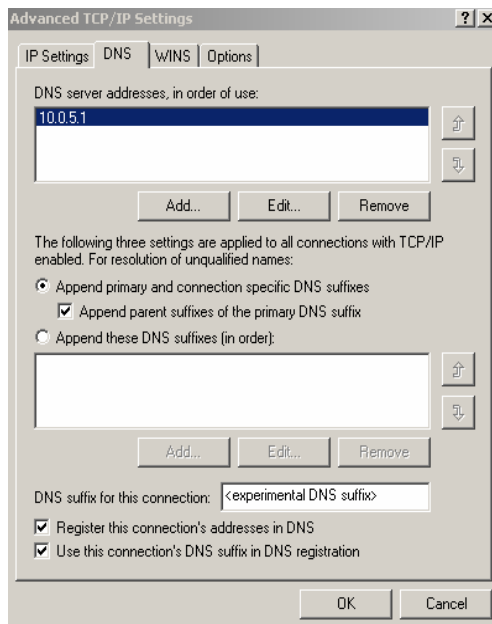 Advanced TCP/IP Settings
IP Settings DNS WINS Options
DNS server addresses, in order of use:
10.0.5.1
Add... Edit... Remove
The following three settings are applied to all connections with TCP/IP
enabled. For resolution of unqualified names:
Append primary and connection specific DNS suffixes
Append parent suffixes of the primary DNS suffix
Append these DNS suffixes (in order):
Add... Edit... Remove
DNS suffix for this connection: <experimental DNS suffix>
Register this connection's addresses in DNS
Use this connection's DNS suffix in DNS registration
OK Cancel